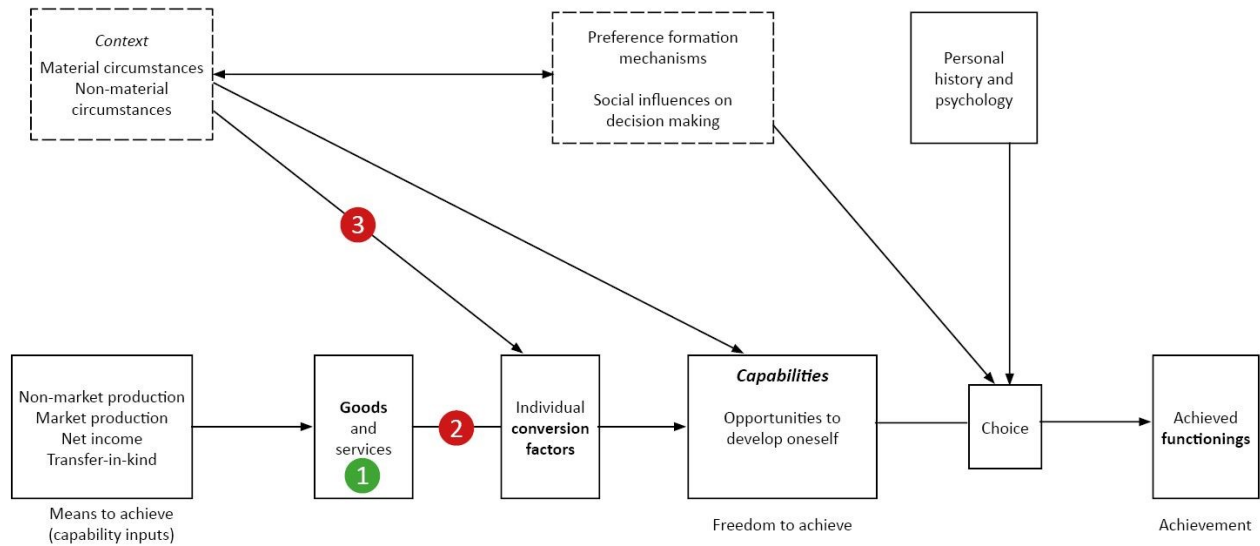 Context
Material circumstances
Non-material
circumstances
Preference formation
mechanisms
Social influences on
decision making
Personal
history and
psychology
3
Non-market production
Market production
Net income
Transfer-in-kind
Goods
and
services
1
2
Individual
conversion
factors
Capabilities
Opportunities to
develop oneself
Choice
Achieved
functionings
Means to achieve
(capability inputs)
Freedom to achieve
Achievement